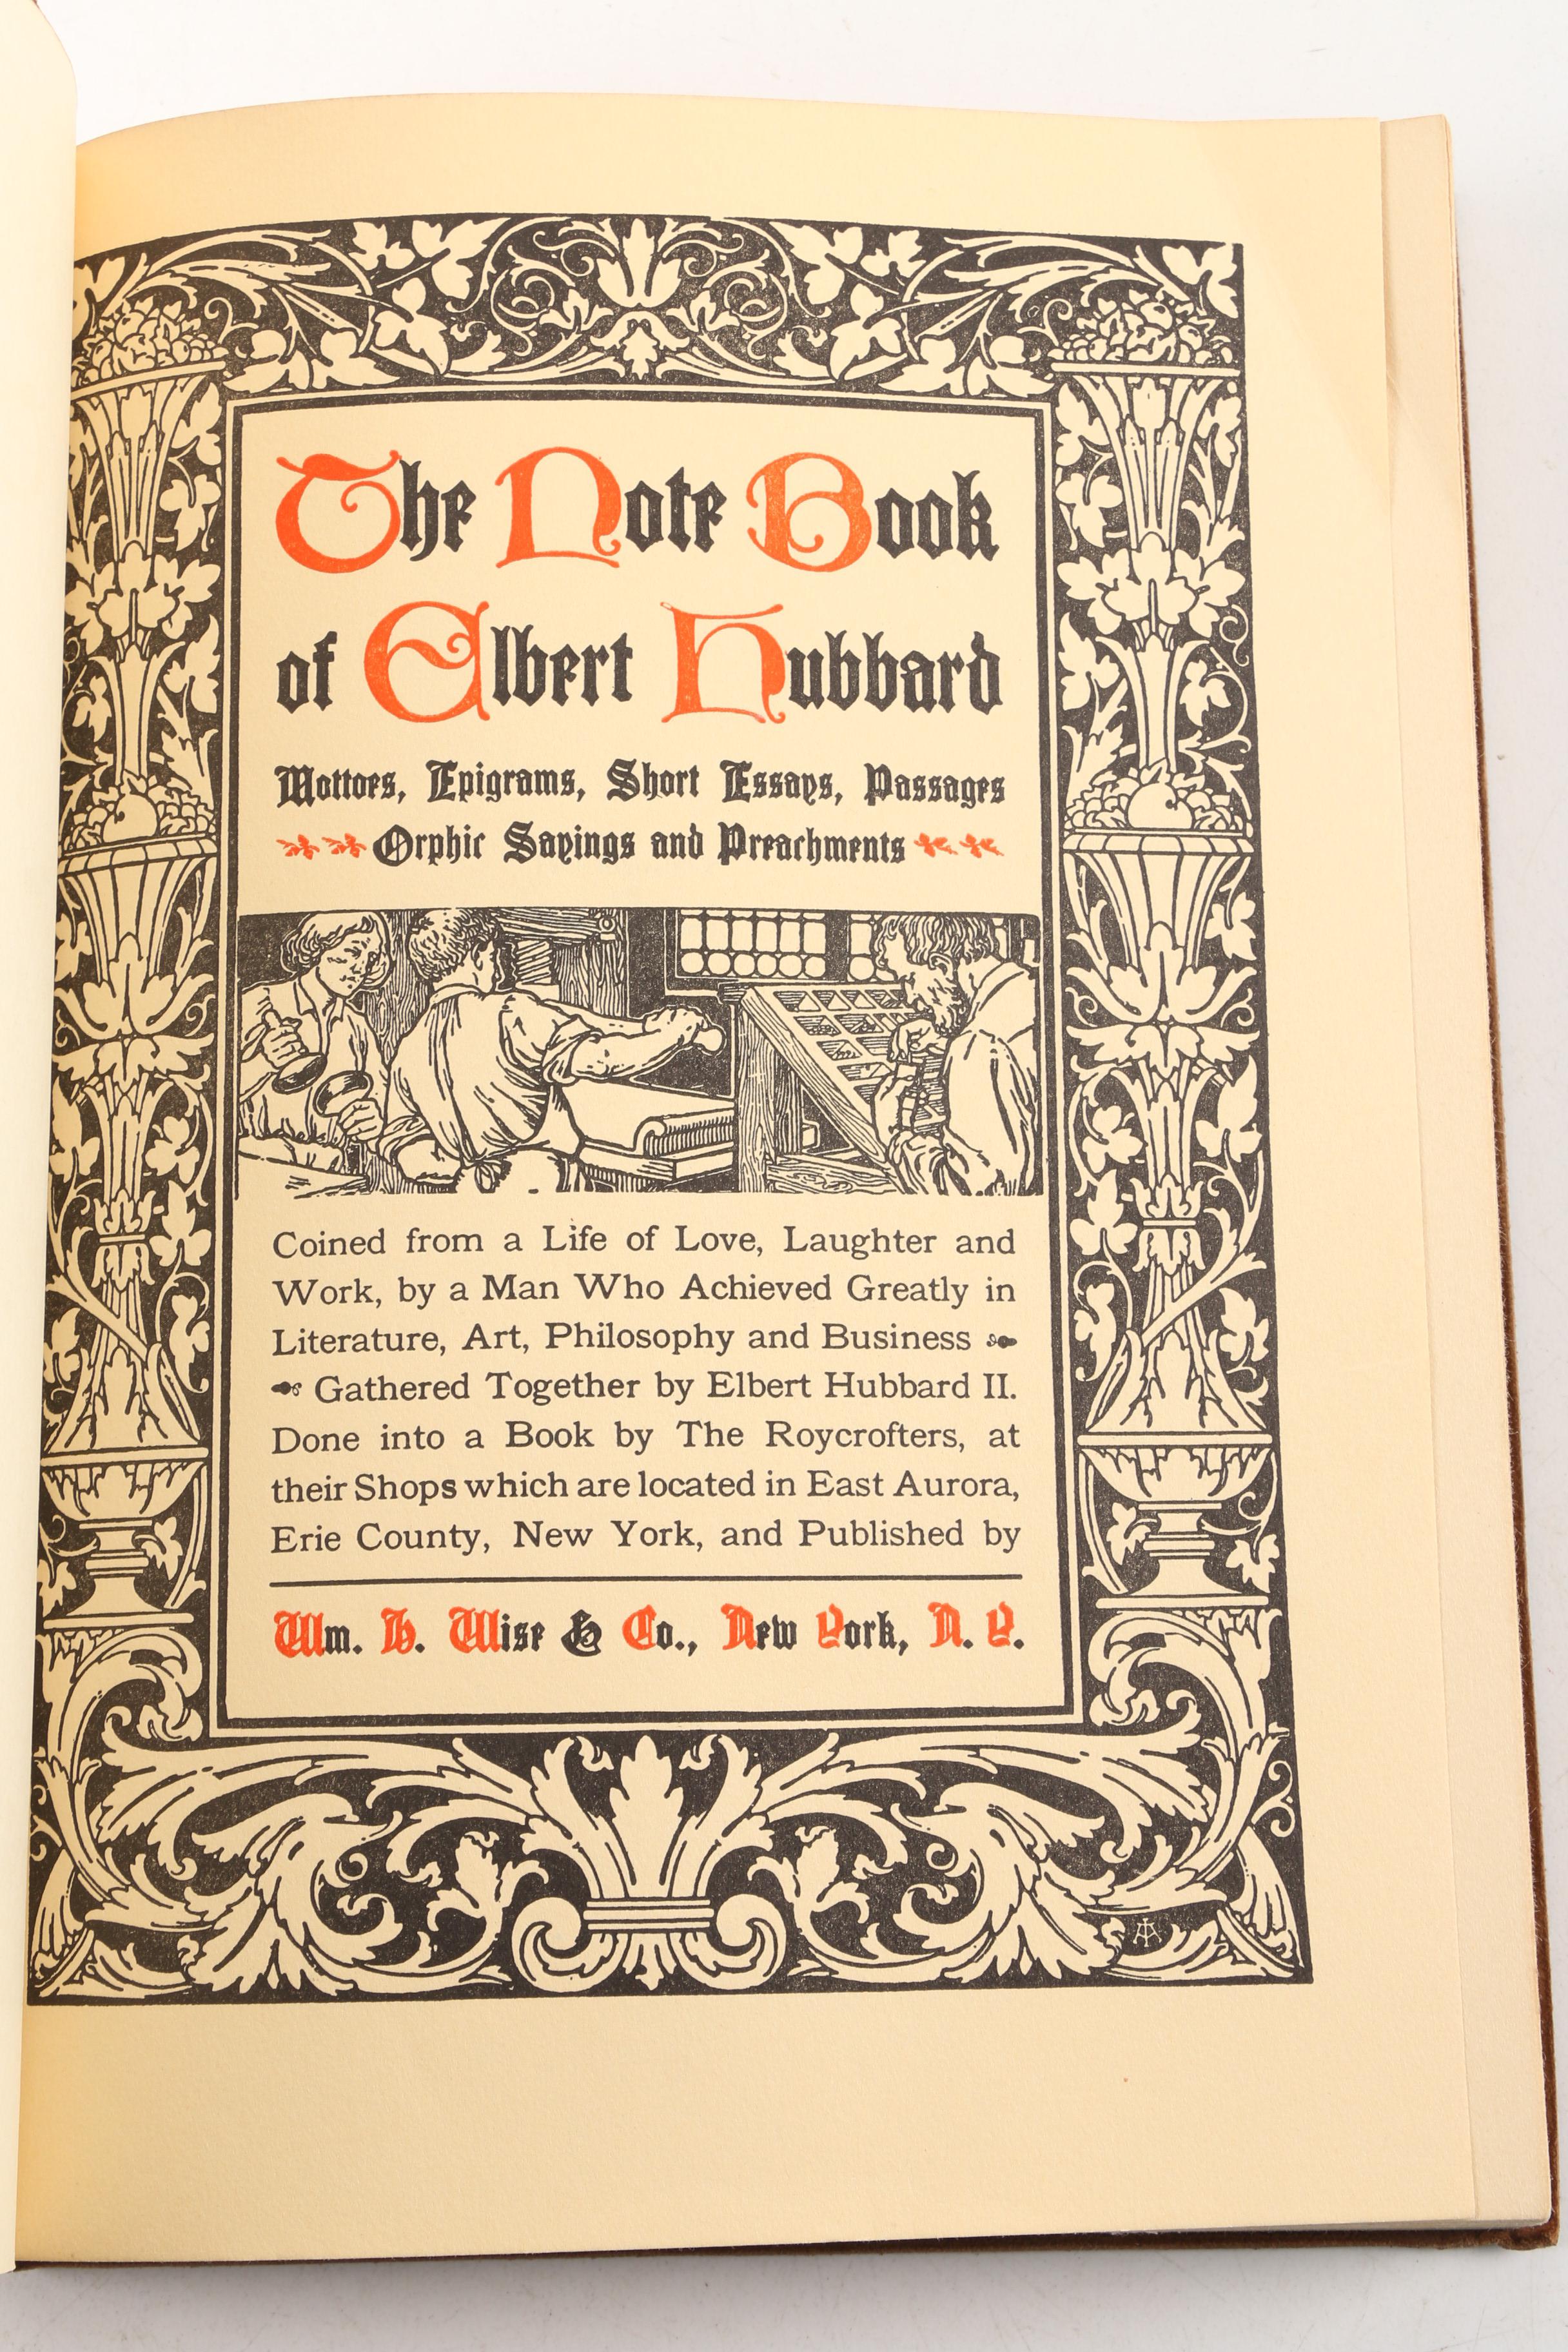 The Note Book
of Elbert Hubbard
Mottoes, Epigrams, Short Essays, Passages
Orphic Sayings and Preachments
Coined from a Life of Love, Laughter and
Work, by a Man Who Achieved Greatly in
Literature, Art, Philosophy and Business
Gathered Together by Elbert Hubbard II.
Done into a Book by The Roycrofters, at
their Shops which are located in East Aurora,
Erie County, New York, and Published by
Wm. H. Wise & Co., New York, N. Y.